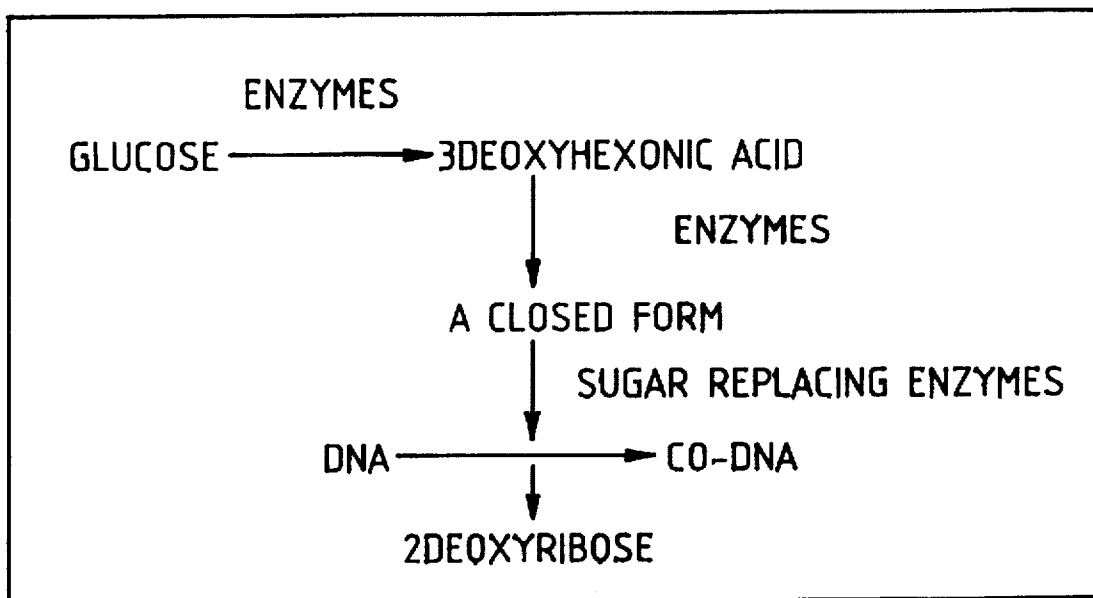 ENZYMES
GLUCOSE 3DEOXYHEXONIC ACID
ENZYMES
A CLOSED FORM
SUGAR REPLACING ENZYMES
DNA CO-DNA
2DEOXYRIBOSE